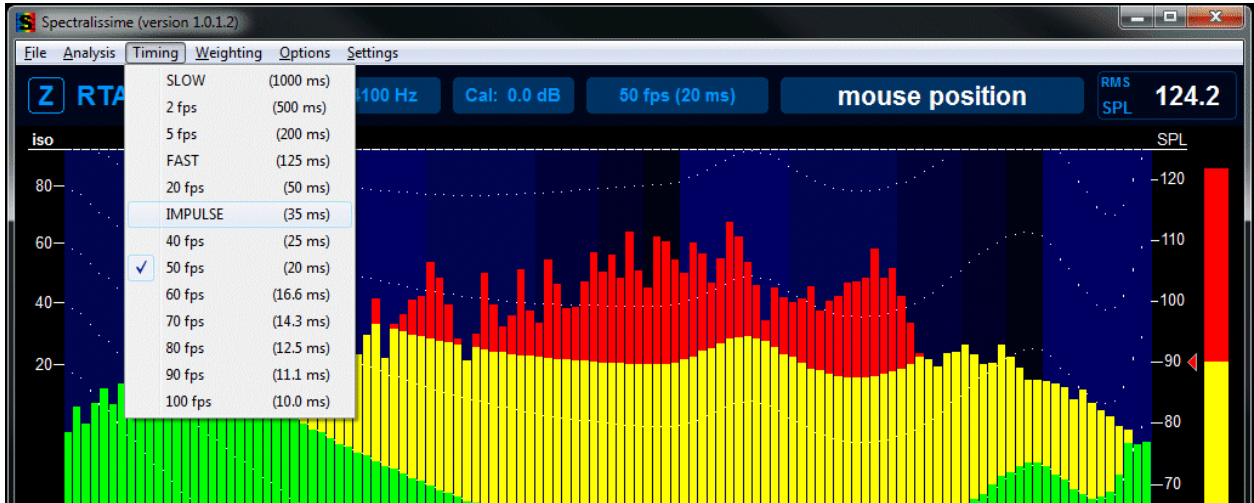 Spectralissime (version 1.0.1.2)
File Analysis Timing Weighting Options Settings
Z RTA 4100 Hz Cal: 0.0 dB 50 fps (20 ms) mouse position RMS SPL 124.2
SLOW (1000 ms)
2 fps (500 ms)
5 fps (200 ms)
FAST (125 ms)
20 fps (50 ms)
IMPULSE (35 ms)
40 fps (25 ms)
50 fps (20 ms)
60 fps (16.6 ms)
70 fps (14.3 ms)
80 fps (12.5 ms)
90 fps (11.1 ms)
100 fps (10.0 ms)
iso
80
60
40
20
SPL
120
110
100
90
80
70